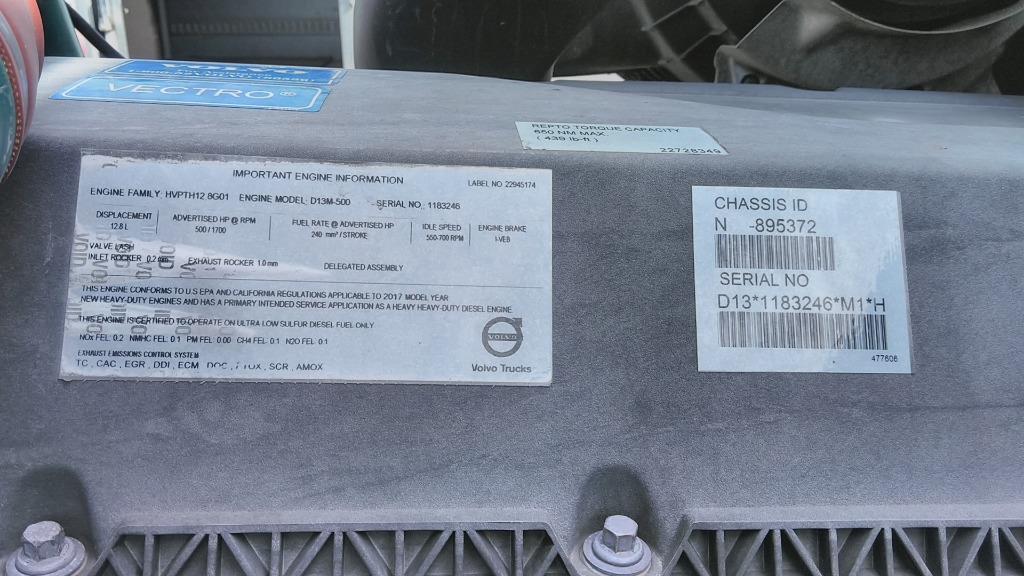 VOLVO
VECTRO®
REPTO TORQUE CAPACITY
650 NM MAX.
( 439 lb-ft )
22728349
IMPORTANT ENGINE INFORMATION
LABEL NO 22945174
ENGINE FAMILY: HVPTH12.8G01 ENGINE MODEL: D13M-500 SERIAL NO.: 1183246
DISPLACEMENT ADVERTISED HP @ RPM FUEL RATE @ ADVERTISED HP IDLE SPEED ENGINE BRAKE
12.8 L 500 / 1700 240 mm³ / STROKE 550-700 RPM I-VEB
VALVE LASH
INLET ROCKER 0.2 mm EXHAUST ROCKER 1.0 mm DELEGATED ASSEMBLY
THIS ENGINE CONFORMS TO U.S EPA AND CALIFORNIA REGULATIONS APPLICABLE TO 2017 MODEL YEAR
NEW HEAVY-DUTY ENGINES AND HAS A PRIMARY INTENDED SERVICE APPLICATION AS A HEAVY HEAVY-DUTY DIESEL ENGINE.
THIS ENGINE IS CERTIFIED TO OPERATE ON ULTRA LOW SULFUR DIESEL FUEL ONLY
NOx FEL: 0.2 NMHC FEL: 0.1 PM FEL: 0.00 CH4 FEL: 0.1 N2O FEL: 0.1
EXHAUST EMISSIONS CONTROL SYSTEM
TC , CAC , EGR , DDI , ECM , DOC , PTOX , SCR , AMOX
VOLVO
Volvo Trucks
CHASSIS ID
N -895372
SERIAL NO
D13*1183246*M1*H
477606